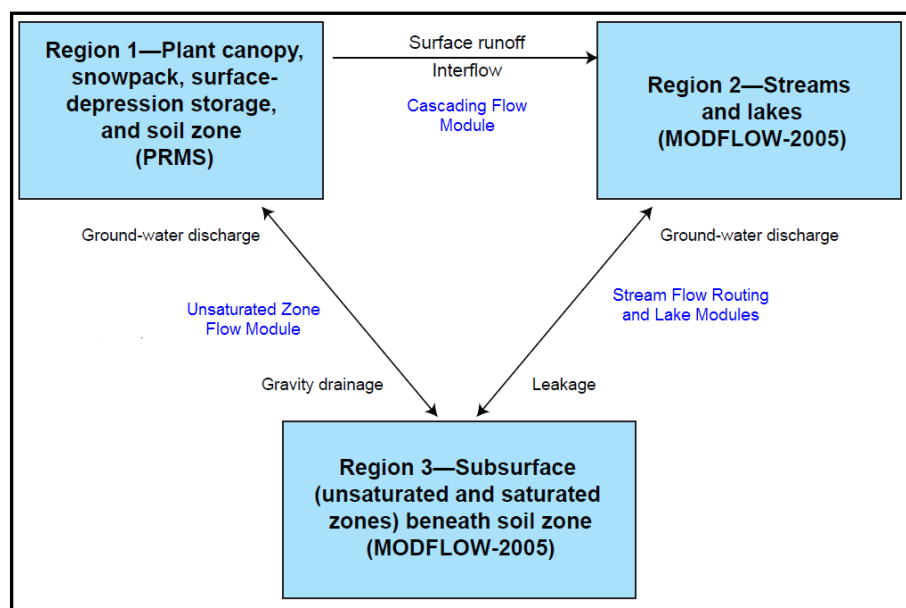 Region 1—Plant canopy,
snowpack, surface-
depression storage,
and soil zone
(PRMS)
Surface runoff
Interflow
Cascading Flow
Module
Region 2—Streams
and lakes
(MODFLOW-2005)
Ground-water discharge
Ground-water discharge
Unsaturated Zone
Flow Module
Stream Flow Routing
and Lake Modules
Gravity drainage
Leakage
Region 3—Subsurface
(unsaturated and saturated
zones) beneath soil zone
(MODFLOW-2005)